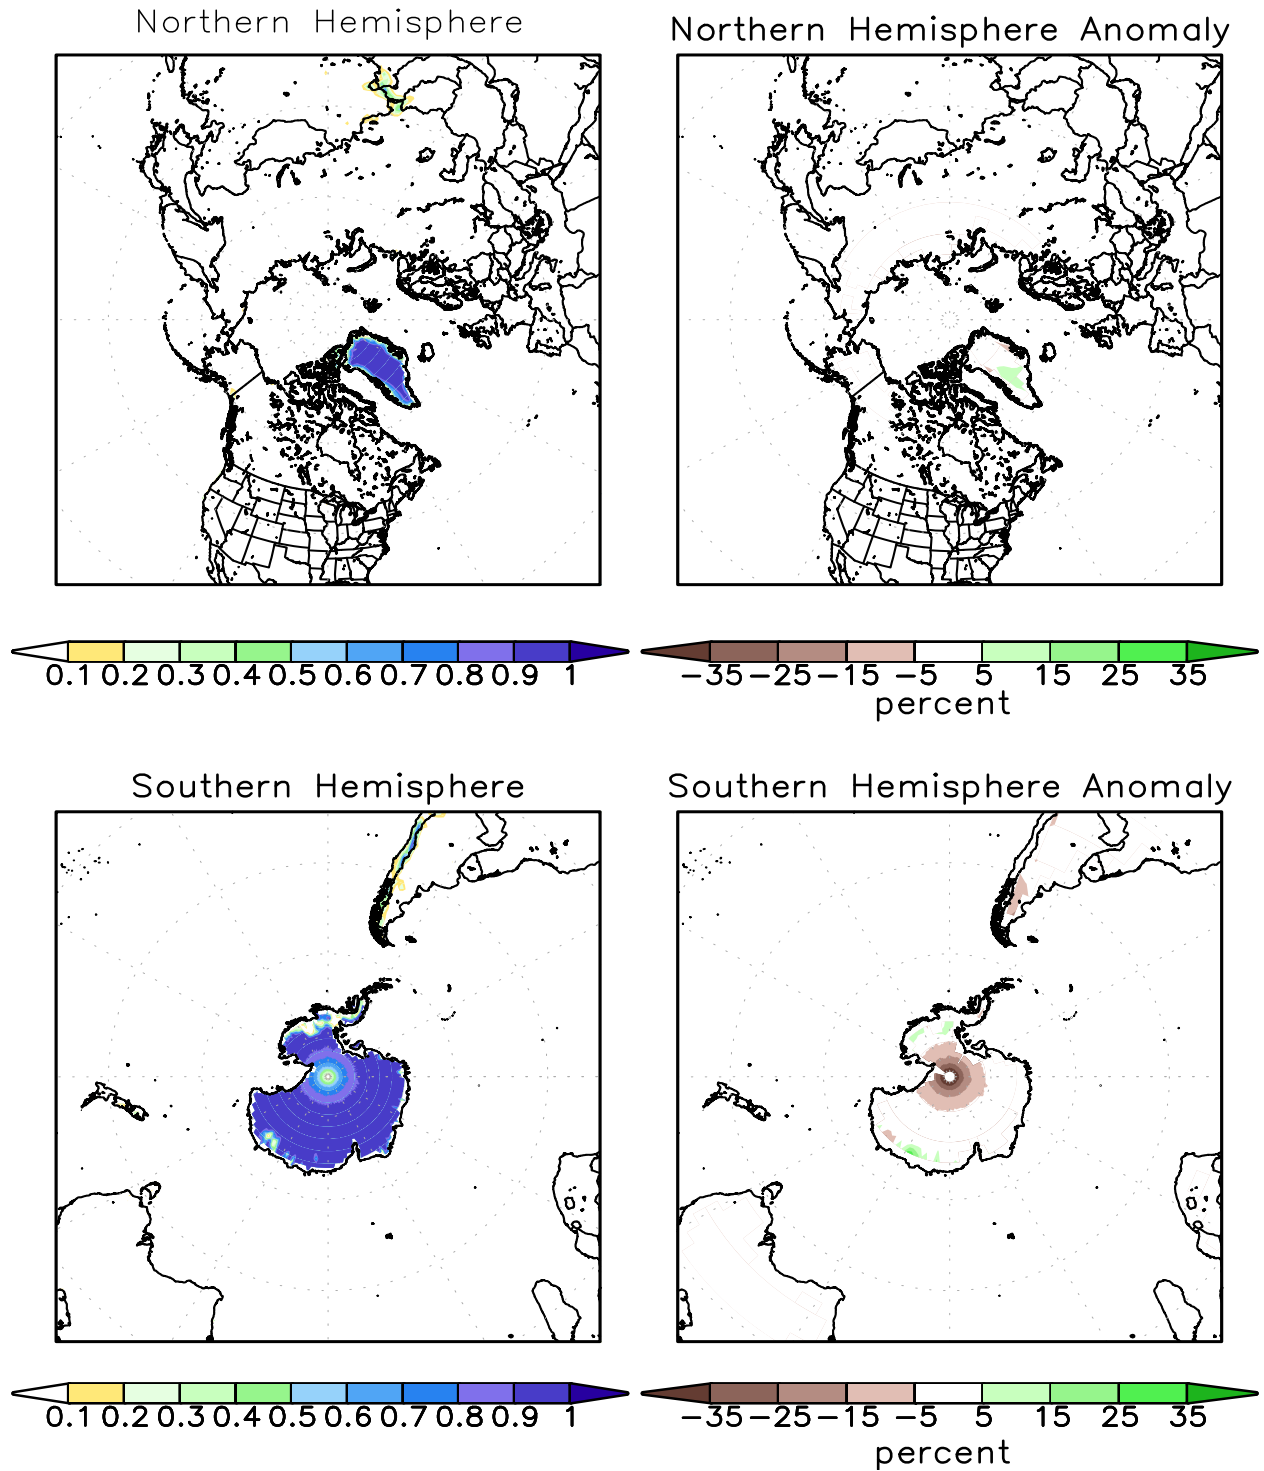 Northern Hemisphere
Northern Hemisphere Anomaly
0.1 0.2 0.3 0.4 0.5 0.6 0.7 0.8 0.9 1
-35 -25 -15 -5 5 15 25 35
percent
Southern Hemisphere
Southern Hemisphere Anomaly
0.1 0.2 0.3 0.4 0.5 0.6 0.7 0.8 0.9 1
-35 -25 -15 -5 5 15 25 35
percent